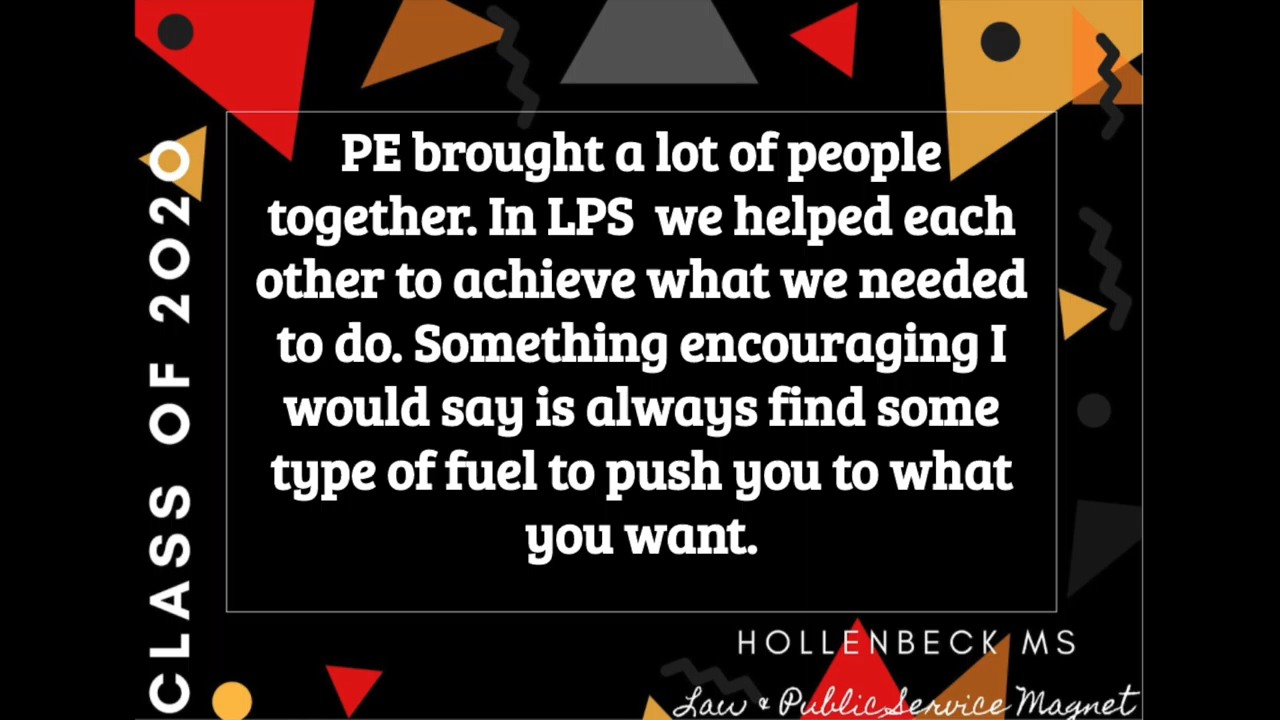 CLASS OF 2020
PE brought a lot of people
together. In LPS we helped each
other to achieve what we needed
to do. Something encouraging I
would say is always find some
type of fuel to push you to what
you want.
HOLLENBECK MS
Law & Public Service Magnet